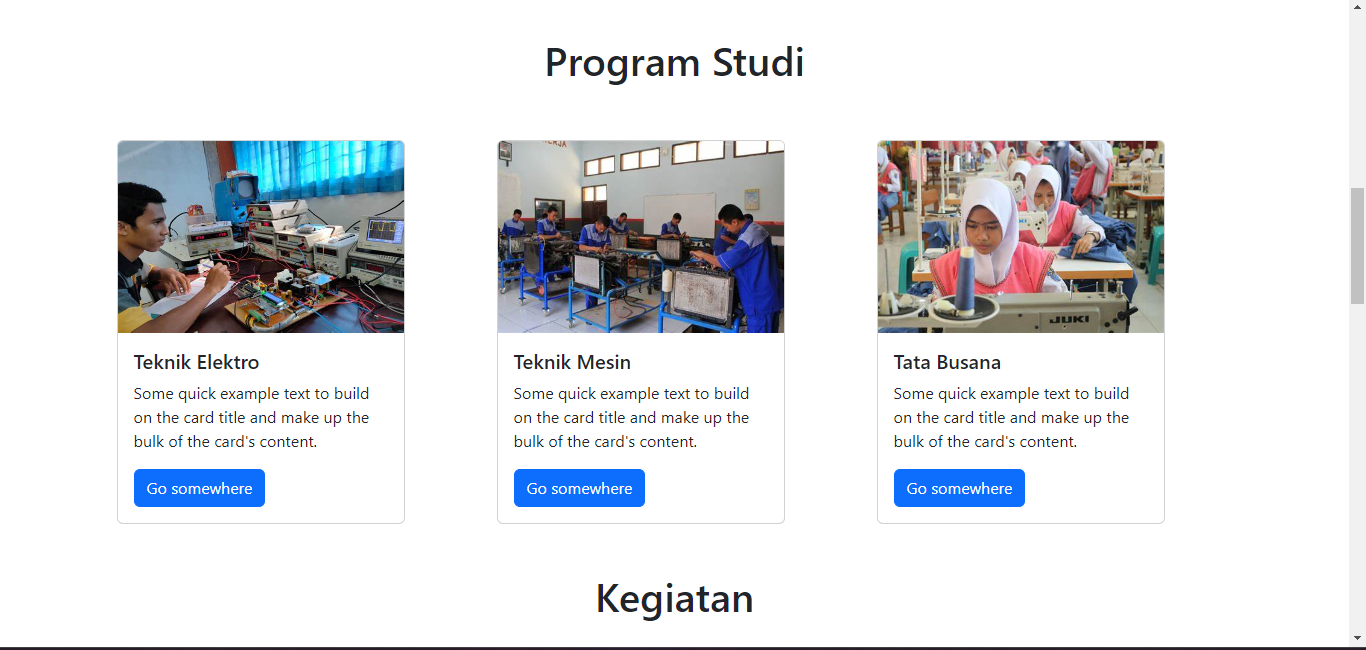 Program Studi
Teknik Elektro
Some quick example text to build
on the card title and make up the
bulk of the card's content.
Go somewhere
Teknik Mesin
Some quick example text to build
on the card title and make up the
bulk of the card's content.
Go somewhere
JUKI
Tata Busana
Some quick example text to build
on the card title and make up the
bulk of the card's content.
Go somewhere
Kegiatan